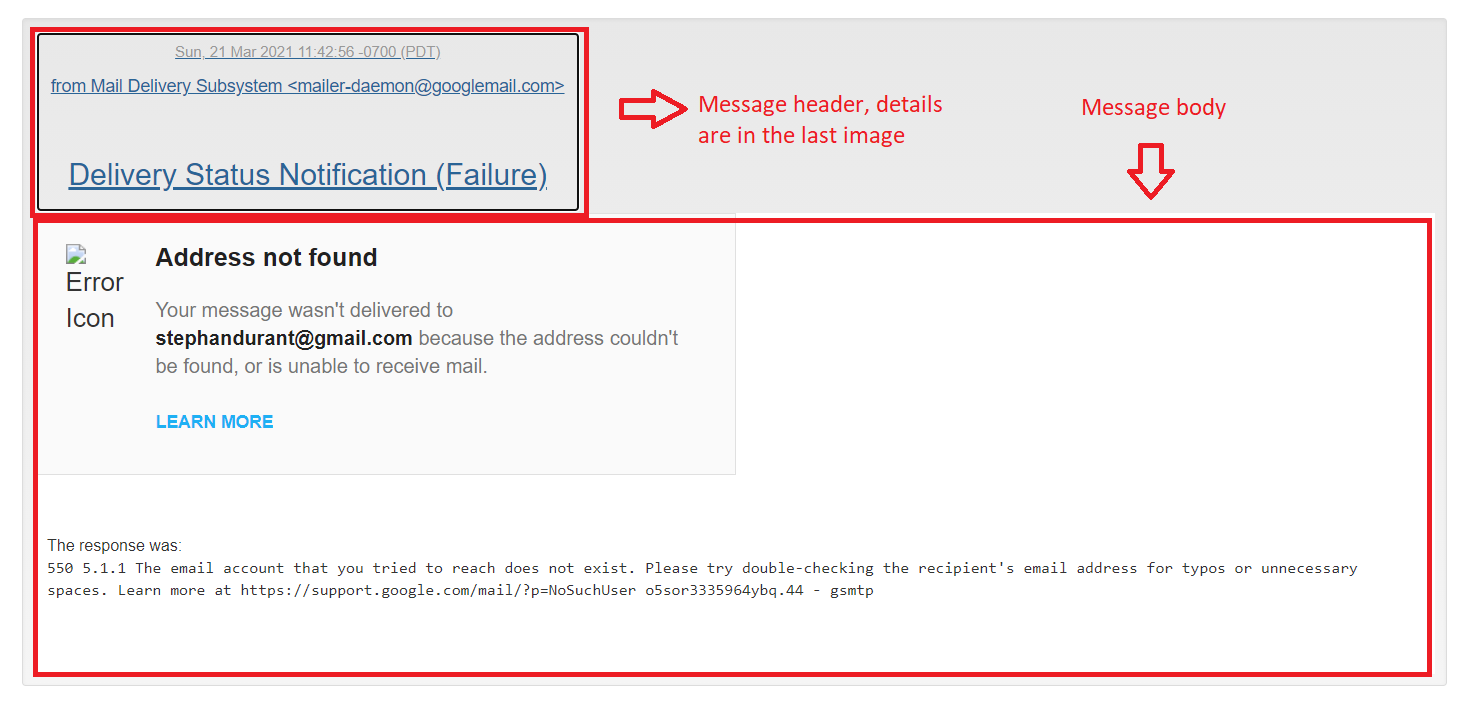 Sun, 21 Mar 2021 11:42:56 -0700 (PDT)
from Mail Delivery Subsystem <mailer-daemon@googlemail.com>
Delivery Status Notification (Failure)
Message header, details
are in the last image
Message body
Error
Icon
Address not found
Your message wasn't delivered to
stephandurant@gmail.com because the address couldn't
be found, or is unable to receive mail.
LEARN MORE
The response was:
550 5.1.1 The email account that you tried to reach does not exist. Please try double-checking the recipient's email address for typos or unnecessary
spaces. Learn more at https://support.google.com/mail/?p=NoSuchUser o5sor3335964ybq.44 - gsmtp